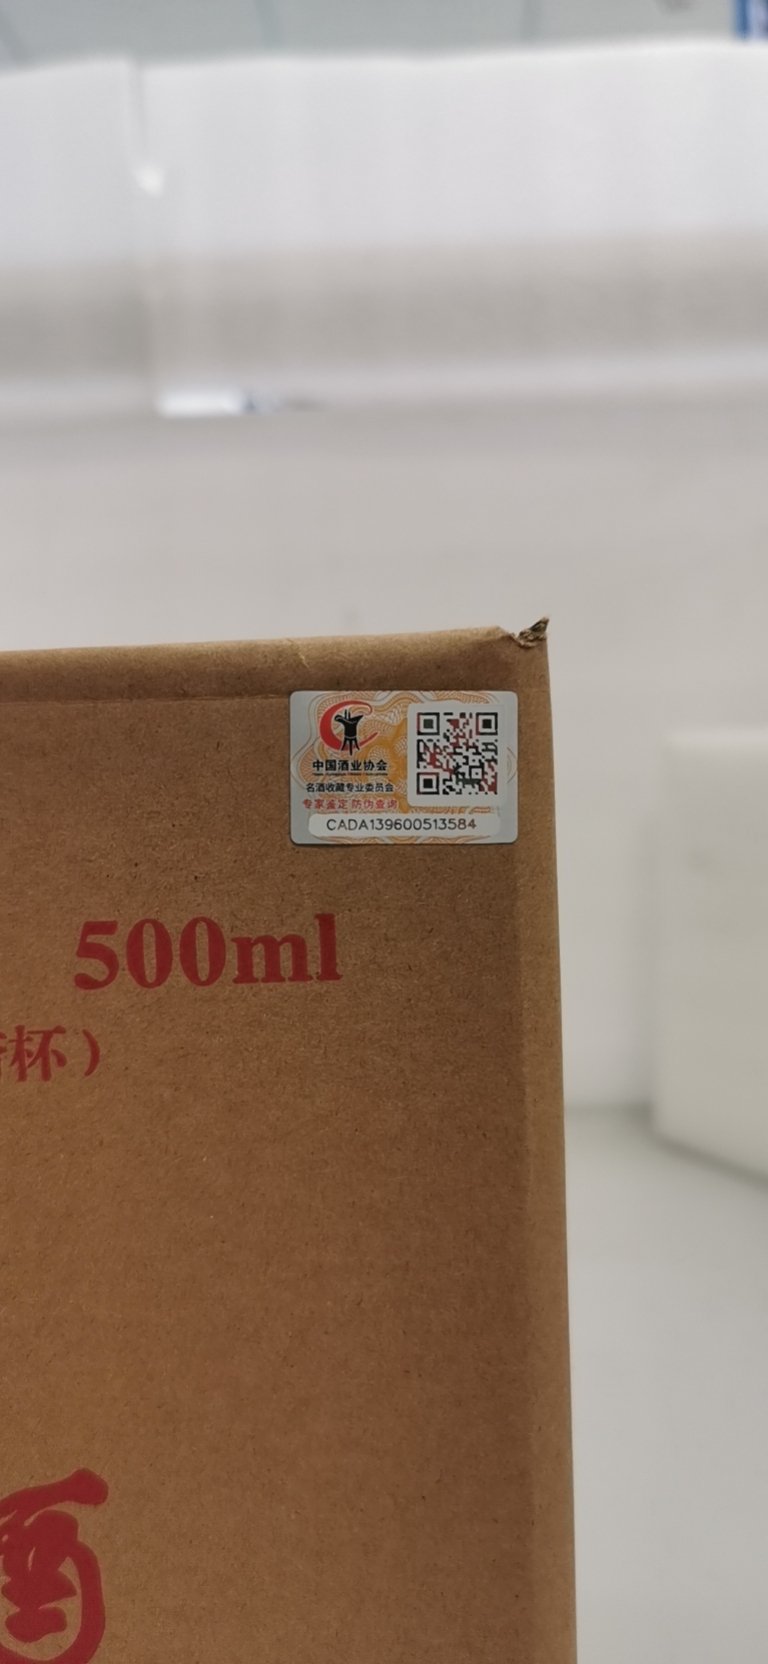 中国酒业协会
名酒收藏专业委员会
专家鉴定 防伪查询
CADA139600513584
500ml
杯）
酒